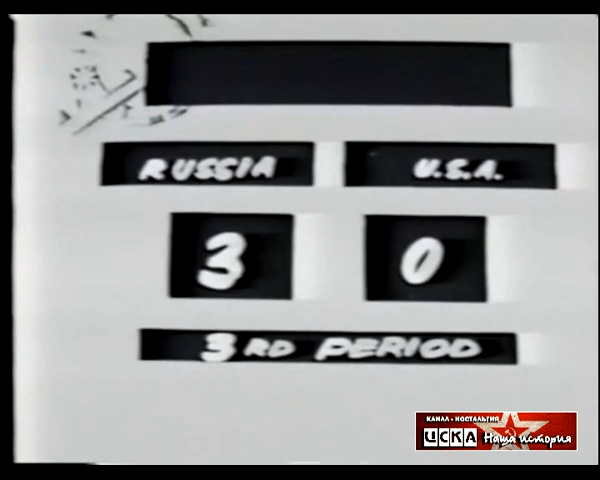 RUSSIA U.S.A.
3 0
3RD PERIOD
КАНАЛ - НОСТАЛЬГИЯ
ЦСКА Наша история